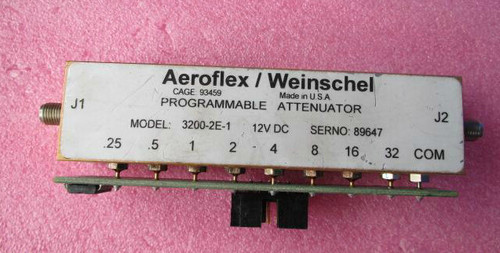 Aeroflex / Weinschel
CAGE. 93459 Made in U.S.A
PROGRAMMABLE ATTENUATOR
J1
J2
MODEL: 3200-2E-1 12V DC SERNO: 89647
.25 .5 1 2 4 8 16 32 COM